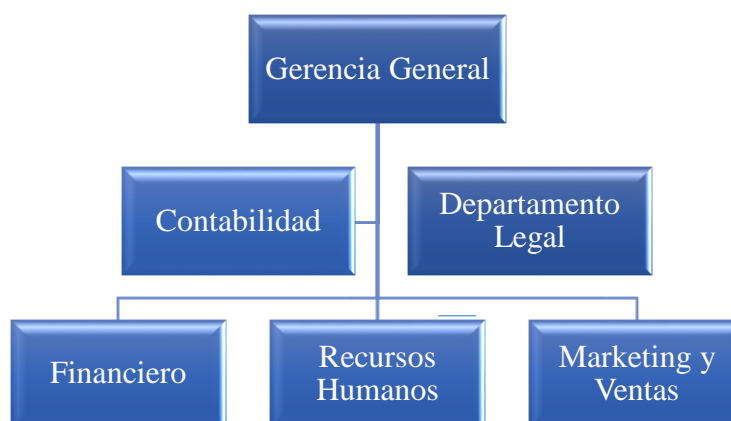 Gerencia General
Contabilidad
Departamento
Legal
Financiero
Recursos
Humanos
Marketing y
Ventas